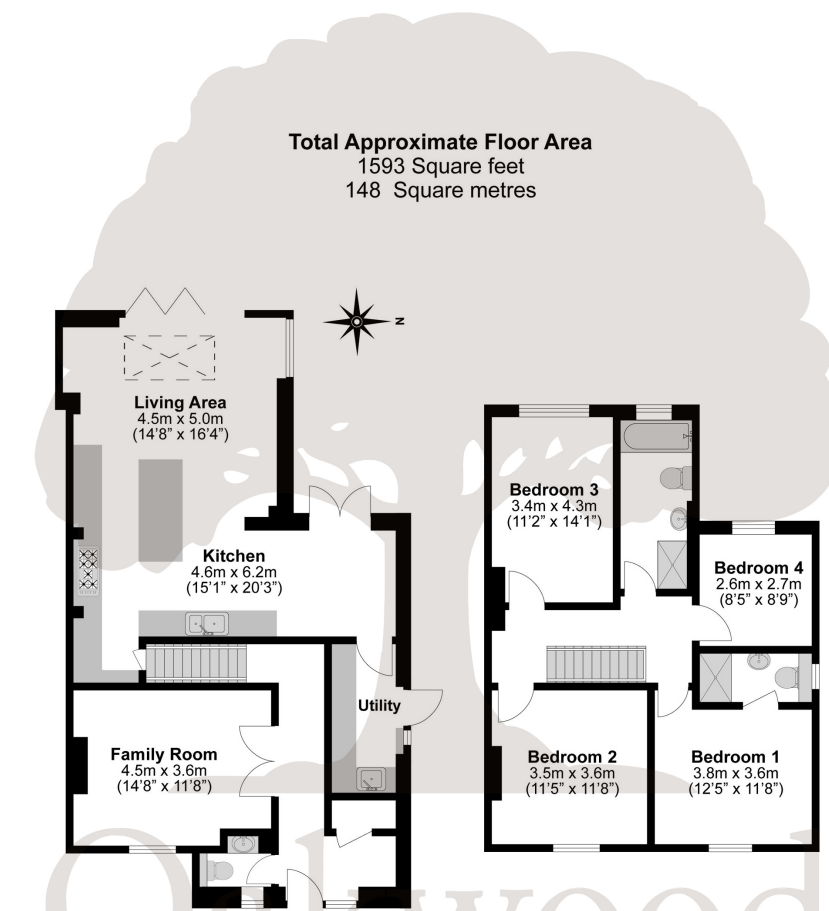 Total Approximate Floor Area
1593 Square feet
148 Square metres
N
Living Area
4.5m x 5.0m
(14'8" x 16'4")
Kitchen
4.6m x 6.2m
(15'1" x 20'3")
Utility
Family Room
4.5m x 3.6m
(14'8" x 11'8")
Bedroom 3
3.4m x 4.3m
(11'2" x 14'1")
Bedroom 4
2.6m x 2.7m
(8'5" x 8'9")
Bedroom 2
3.5m x 3.6m
(11'5" x 11'8")
Bedroom 1
3.8m x 3.6m
(12'5" x 11'8")